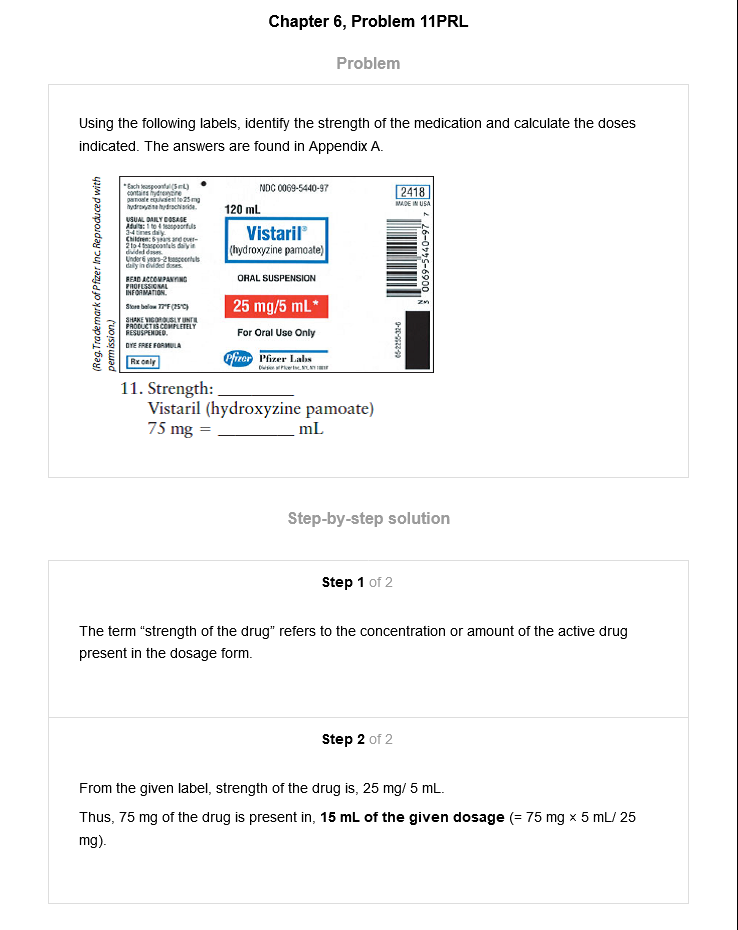 Chapter 6, Problem 11PRL
Problem
Using the following labels, identify the strength of the medication and calculate the doses
indicated. The answers are found in Appendix A.
(Reg. Trademark of Pfizer Inc. Reproduced with
permission.)
* Each teaspoonful (5 mL)
contains hydroxyzine
pamoate equivalent to 25 mg
hydroxyzine hydrochloride.
USUAL DAILY DOSAGE
Adults: 1 to 4 teaspoonfuls
3-4 times daily.
Children: 6 years and over-
2 to 4 teaspoonfuls daily in
divided doses.
Under 6 years-2 teaspoonfuls
daily in divided doses.
READ ACCOMPANYING
PROFESSIONAL
INFORMATION.
Store below 77°F (25°C)
SHAKE VIGOROUSLY UNTIL
PRODUCT IS COMPLETELY
RESUSPENDED.
DYE FREE FORMULA
Rx only
NDC 0069-5440-97
120 mL
Vistaril®
(hydroxyzine pamoate)
ORAL SUSPENSION
25 mg/5 mL*
For Oral Use Only
Pfizer Pfizer Labs
Division of Pfizer Inc, NY, NY 10017
2418
MADE IN USA
N3 0069-5440-97 7
11. Strength: ________
Vistaril (hydroxyzine pamoate)
75 mg = ________ mL
Step-by-step solution
Step 1 of 2
The term “strength of the drug” refers to the concentration or amount of the active drug
present in the dosage form.
Step 2 of 2
From the given label, strength of the drug is, 25 mg/ 5 mL.
Thus, 75 mg of the drug is present in, 15 mL of the given dosage (= 75 mg × 5 mL/ 25
mg).